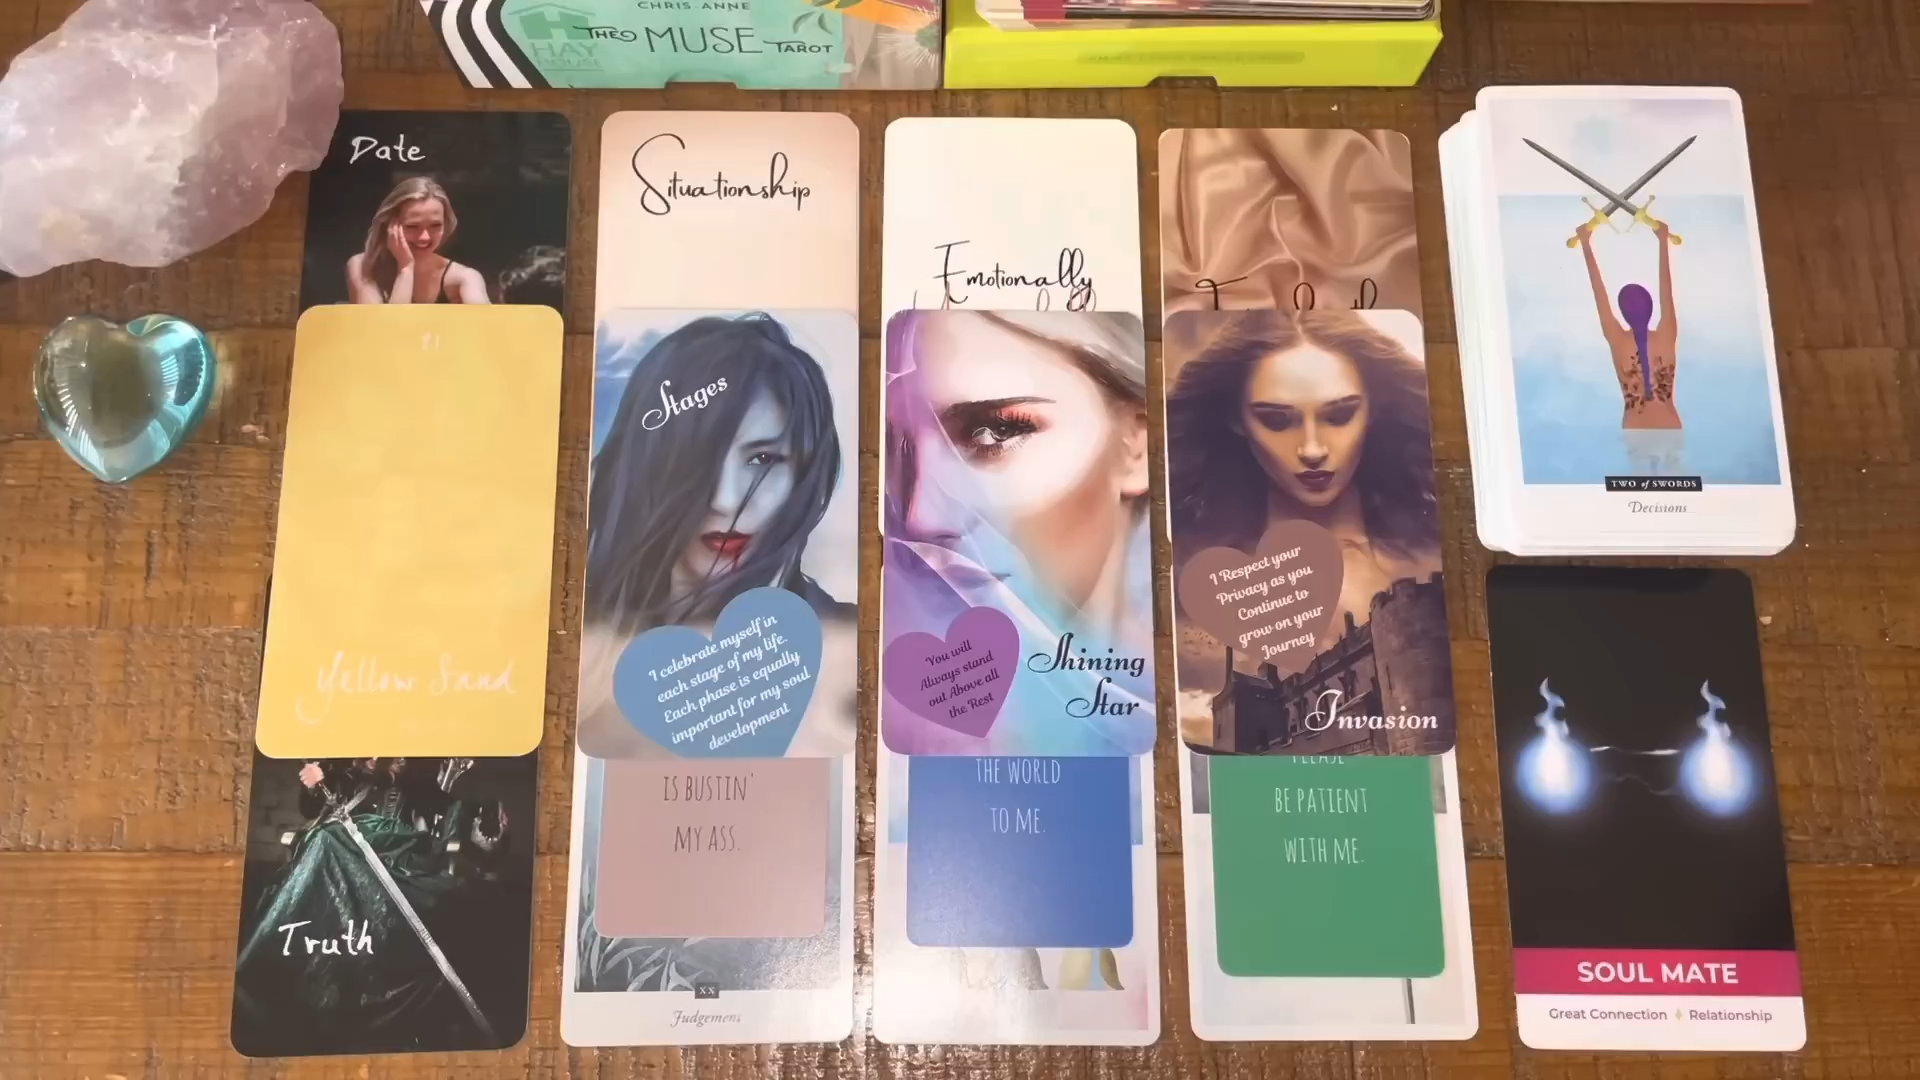 CHRIS-ANNE
THE MUSE TAROT
HAY
HOUSE
Date
Situationship
Emotionally
TWO of SWORDS
Decisions
81
Yellow Sand
Stages
I celebrate myself in
each stage of my life.
Each phase is equally
important for my soul
development
You will
Always stand
out Above all
the Rest
Shining
Star
I Respect your
Privacy as you
Continue to
grow on your
Journey
Invasion
Truth
IS BUSTIN'
MY ASS.
XX
Judgement
THE WORLD
TO ME.
PLEASE
BE PATIENT
WITH ME.
SOUL MATE
Great Connection + Relationship